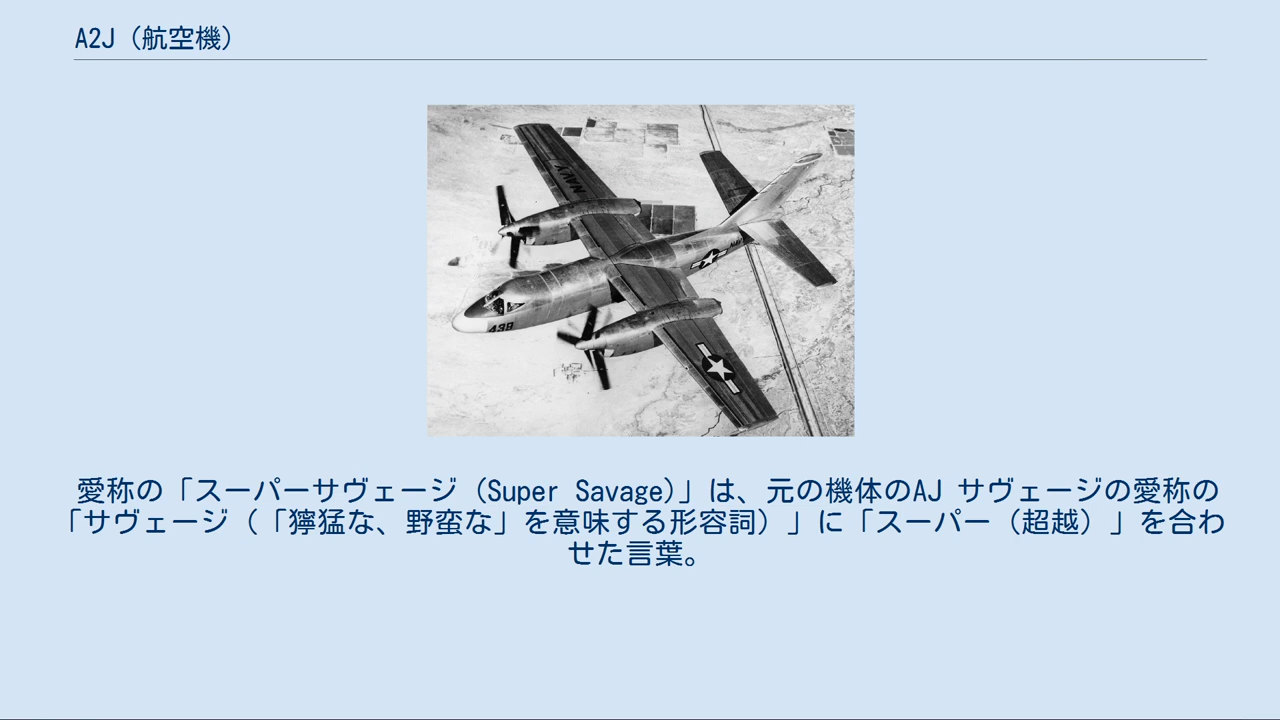 A2J（航空機）
NAVY
NAVY
438
愛称の「スーパーサヴェージ（Super Savage）」は、元の機体のAJ サヴェージの愛称の
「サヴェージ（「獰猛な、野蛮な」を意味する形容詞）」に「スーパー（超越）」を合わ
せた言葉。